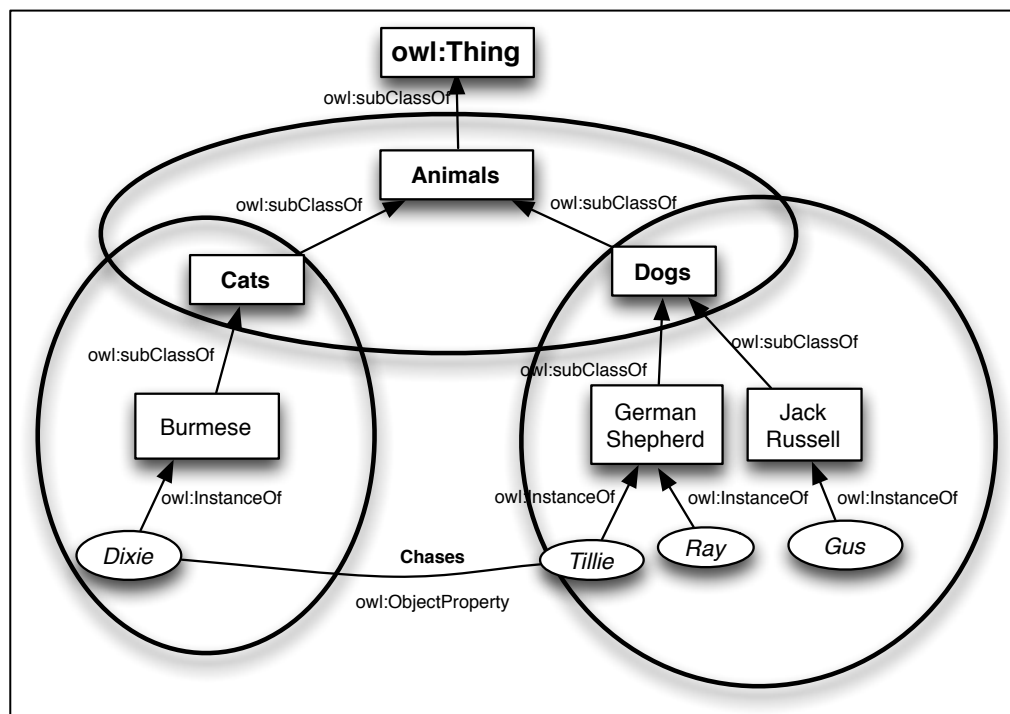 owl:Thing
owl:subClassOf
Animals
owl:subClassOf
owl:subClassOf
Cats
Dogs
owl:subClassOf
owl:subClassOf
owl:subClassOf
Burmese
German
Shepherd
Jack
Russell
owl:InstanceOf
owl:InstanceOf
owl:InstanceOf
owl:InstanceOf
Dixie
Chases
Tillie
Ray
Gus
owl:ObjectProperty